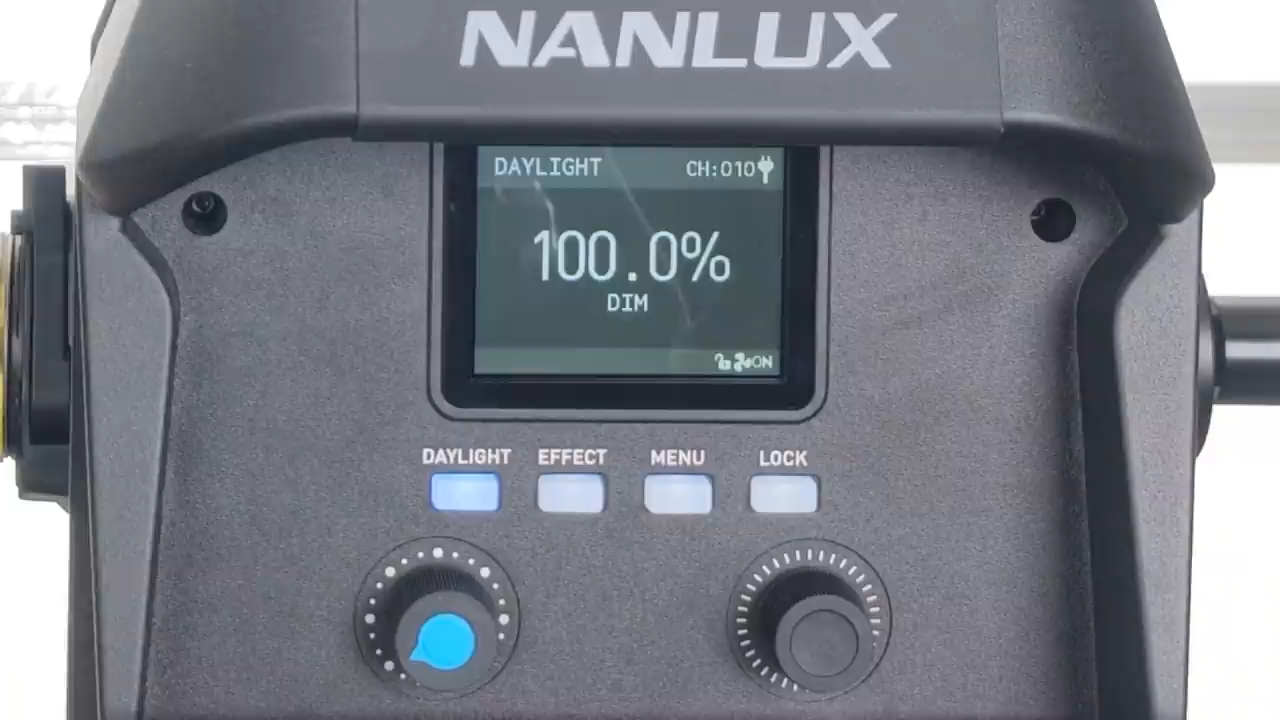 NANLUX
DAYLIGHT CH:010
100.0%
DIM
ON
DAYLIGHT EFFECT MENU LOCK